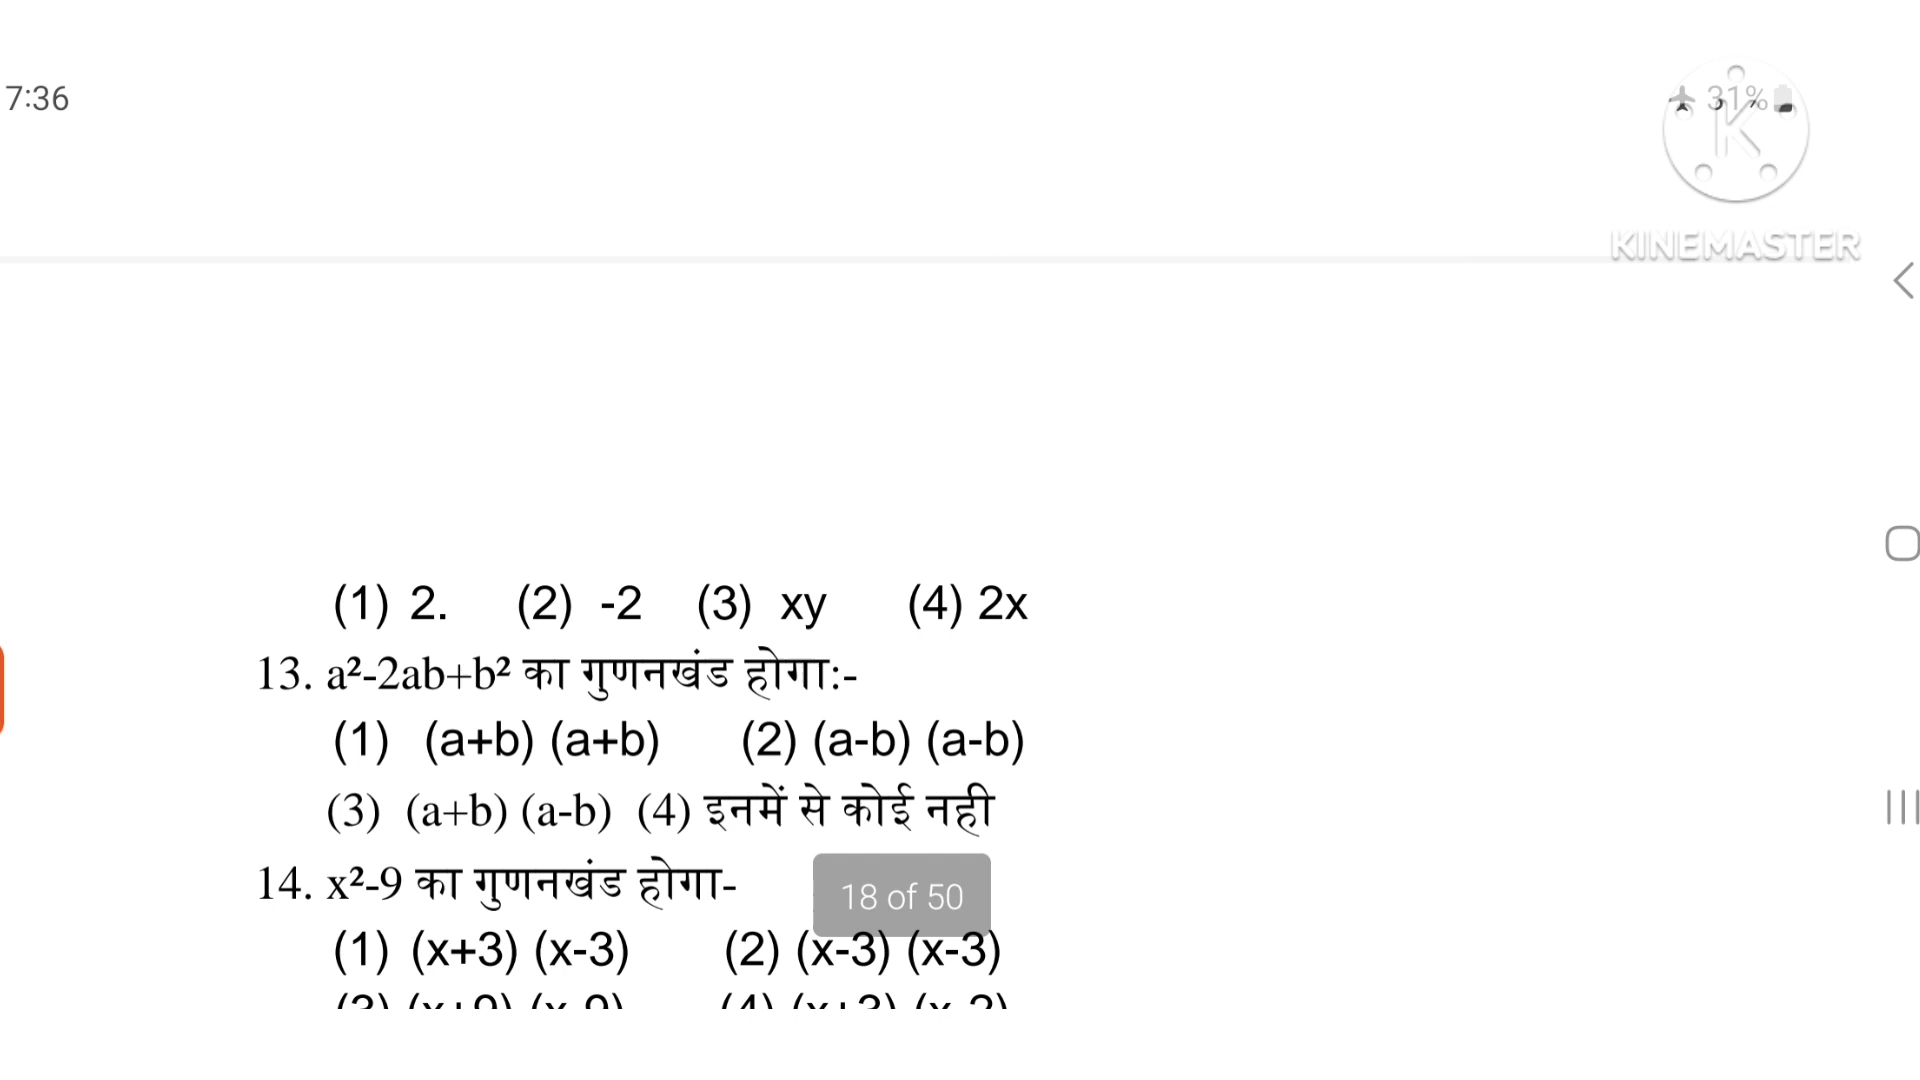 7:36
31%
KINEMASTER
(1) 2. (2) -2 (3) xy (4) 2x
13. a²-2ab+b² का गुणनखंड होगा:-
(1) (a+b) (a+b) (2) (a-b) (a-b)
(3) (a+b) (a-b) (4) इनमें से कोई नही
14. x²-9 का गुणनखंड होगा-
18 of 50
(1) (x+3) (x-3) (2) (x-3) (x-3)